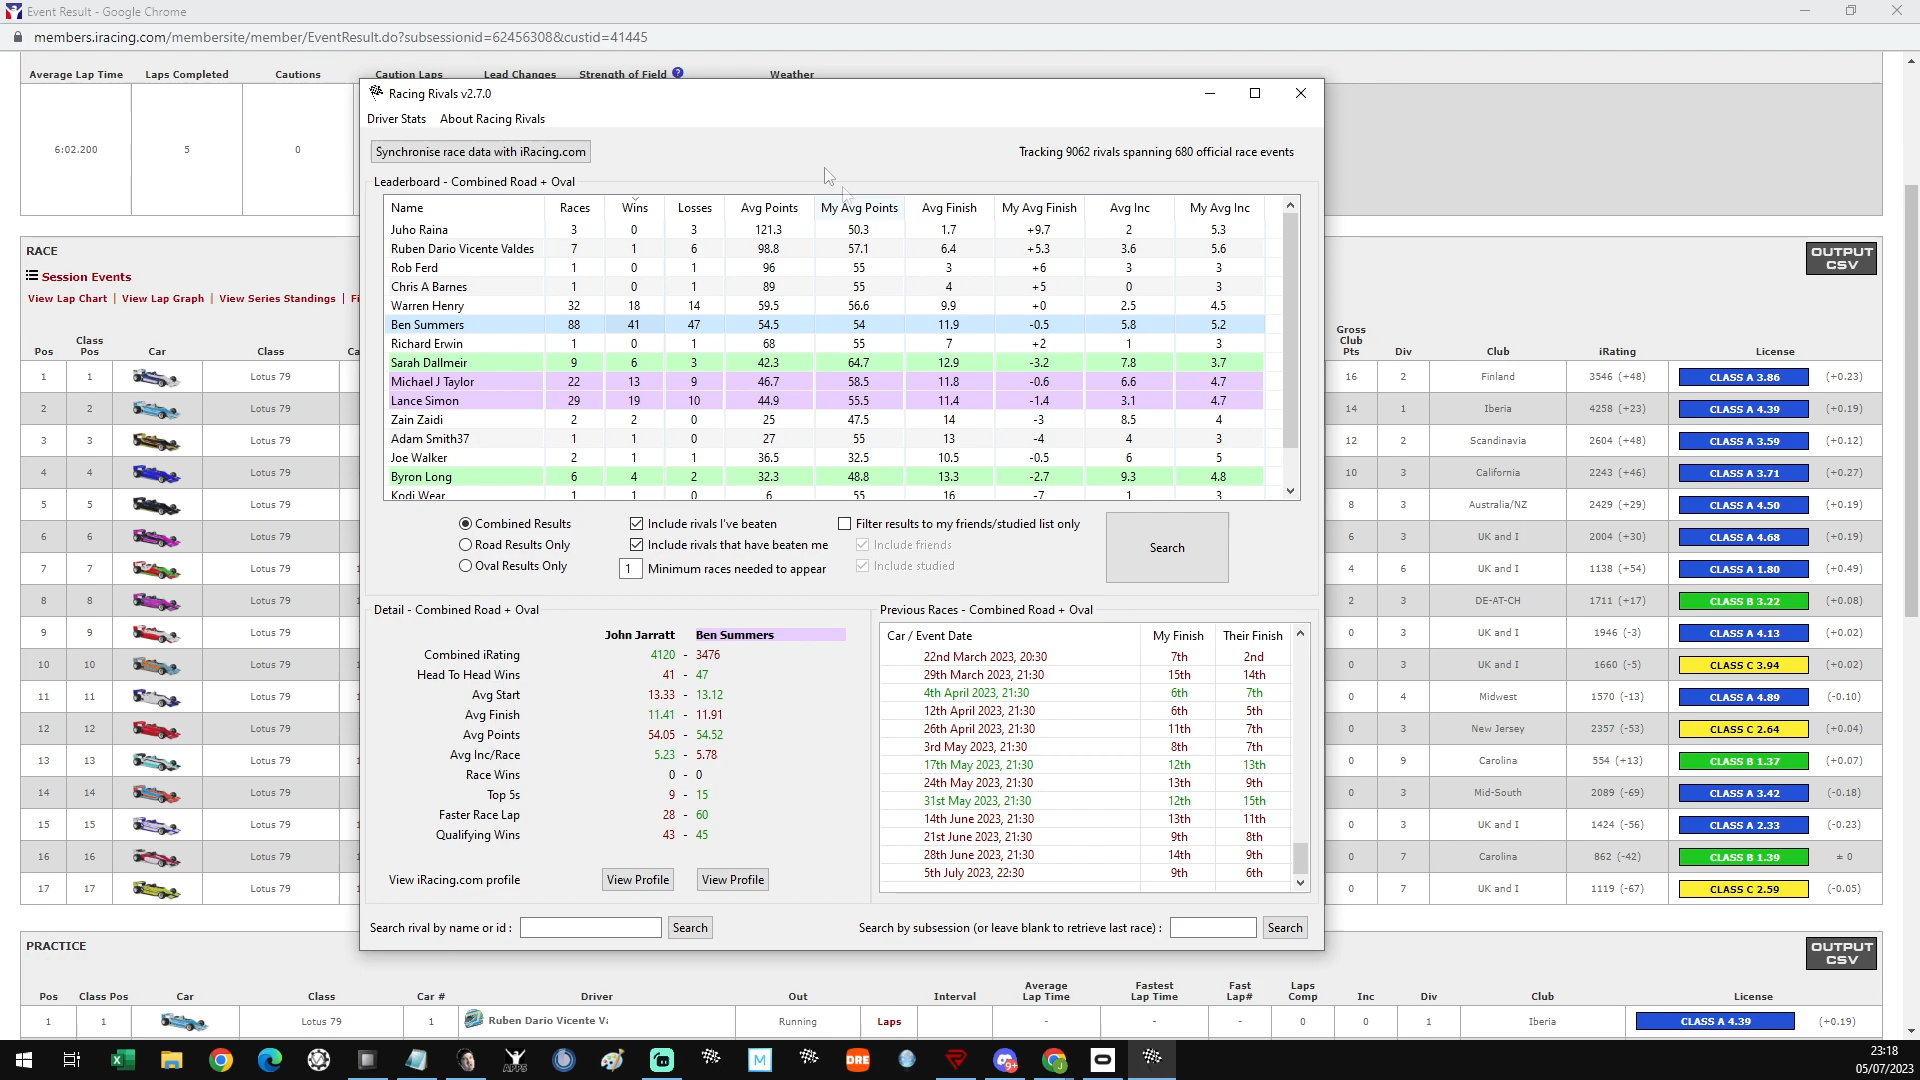 Event Result - Google Chrome
members.iracing.com/membersite/member/EventResult.do?subsessionid=62456308&custid=41445
Average Lap Time Laps Completed Cautions Caution Laps Lead Changes Strength of Field ? Weather
6:02.200 5 0
Racing Rivals v2.7.0
Driver Stats About Racing Rivals
Synchronise race data with iRacing.com Tracking 9062 rivals spanning 680 official race events
Leaderboard - Combined Road + Oval
Name Races Wins Losses Avg Points My Avg Points Avg Finish My Avg Finish Avg Inc My Avg Inc
Juho Raina 3 0 3 121.3 50.3 1.7 +9.7 2 5.3
Ruben Dario Vicente Valdes 7 1 6 98.8 57.1 6.4 +5.3 3.6 5.6
Rob Ferd 1 0 1 96 55 3 +6 3 3
Chris A Barnes 1 0 1 89 55 4 +5 0 3
Warren Henry 32 18 14 59.5 56.6 9.9 +0 2.5 4.5
Ben Summers 88 41 47 54.5 54 11.9 -0.5 5.8 5.2
Richard Erwin 1 0 1 68 55 7 +2 1 3
Sarah Dallmeir 9 6 3 42.3 64.7 12.9 -3.2 7.8 3.7
Michael J Taylor 22 13 9 46.7 58.5 11.8 -0.6 6.6 4.7
Lance Simon 29 19 10 44.9 55.5 11.4 -1.4 3.1 4.7
Zain Zaidi 2 2 0 25 47.5 14 -3 8.5 4
Adam Smith37 1 1 0 27 55 13 -4 4 3
Joe Walker 2 1 1 36.5 32.5 10.5 -0.5 6 5
Byron Long 6 4 2 32.3 48.8 13.3 -2.7 9.3 4.8
Kodi Wear 1 1 0 6 55 16 -7 1 3
Combined Results Include rivals I've beaten Filter results to my friends/studied list only
Road Results Only Include rivals that have beaten me Include friends
Oval Results Only 1 Minimum races needed to appear Include studied
Search
Detail - Combined Road + Oval
John Jarratt Ben Summers
Combined iRating 4120 - 3476
Head To Head Wins 41 - 47
Avg Start 13.33 - 13.12
Avg Finish 11.41 - 11.91
Avg Points 54.05 - 54.52
Avg Inc/Race 5.23 - 5.78
Race Wins 0 - 0
Top 5s 9 - 15
Faster Race Lap 28 - 60
Qualifying Wins 43 - 45
View iRacing.com profile View Profile View Profile
Previous Races - Combined Road + Oval
Car / Event Date My Finish Their Finish
22nd March 2023, 20:30 7th 2nd
29th March 2023, 21:30 15th 14th
4th April 2023, 21:30 6th 7th
12th April 2023, 21:30 6th 5th
26th April 2023, 21:30 11th 7th
3rd May 2023, 21:30 8th 7th
17th May 2023, 21:30 12th 13th
24th May 2023, 21:30 13th 9th
31st May 2023, 21:30 12th 15th
14th June 2023, 21:30 13th 11th
21st June 2023, 21:30 9th 8th
28th June 2023, 21:30 14th 9th
5th July 2023, 22:30 9th 6th
Search rival by name or id : Search Search by subsession (or leave blank to retrieve last race) : Search
RACE OUTPUT CSV
Session Events
View Lap Chart | View Lap Graph | View Series Standings | Fi
Pos Class Pos Car Class Ca Gross Club Pts Div Club iRating License
1 1 Lotus 79 16 2 Finland 3546 (+48) CLASS A 3.86 (+0.23)
2 2 Lotus 79 14 1 Iberia 4258 (+23) CLASS A 4.39 (+0.19)
3 3 Lotus 79 12 2 Scandinavia 2604 (+48) CLASS A 3.59 (+0.12)
4 4 Lotus 79 10 3 California 2243 (+46) CLASS A 3.71 (+0.27)
5 5 Lotus 79 8 3 Australia/NZ 2429 (+29) CLASS A 4.50 (+0.19)
6 6 Lotus 79 6 3 UK and I 2004 (+30) CLASS A 4.68 (+0.19)
7 7 Lotus 79 1 4 6 UK and I 1138 (+54) CLASS A 1.80 (+0.49)
8 8 Lotus 79 2 3 DE-AT-CH 1711 (+17) CLASS B 3.22 (+0.08)
9 9 Lotus 79 0 3 UK and I 1946 (-3) CLASS A 4.13 (+0.02)
10 10 Lotus 79 0 3 UK and I 1660 (-5) CLASS C 3.94 (+0.02)
11 11 Lotus 79 0 4 Midwest 1570 (-13) CLASS A 4.89 (-0.10)
12 12 Lotus 79 0 3 New Jersey 2357 (-53) CLASS C 2.64 (+0.04)
13 13 Lotus 79 0 9 Carolina 554 (+13) CLASS B 1.37 (+0.07)
14 14 Lotus 79 1 0 3 Mid-South 2089 (-69) CLASS A 3.42 (-0.18)
15 15 Lotus 79 1 0 3 UK and I 1424 (-56) CLASS A 2.33 (-0.23)
16 16 Lotus 79 0 7 Carolina 862 (-42) CLASS B 1.39 ± 0
17 17 Lotus 79 0 7 UK and I 1119 (-67) CLASS C 2.59 (-0.05)
PRACTICE OUTPUT CSV
Pos Class Pos Car Class Car # Driver Out Interval Average Lap Time Fastest Lap Time Fast Lap# Laps Comp Inc Div Club License
1 1 Lotus 79 1 Ruben Dario Vicente Va Running Laps - - - 0 0 1 Iberia CLASS A 4.39 (+0.19)
APPS M DRE 9+ J
23:18
05/07/2023